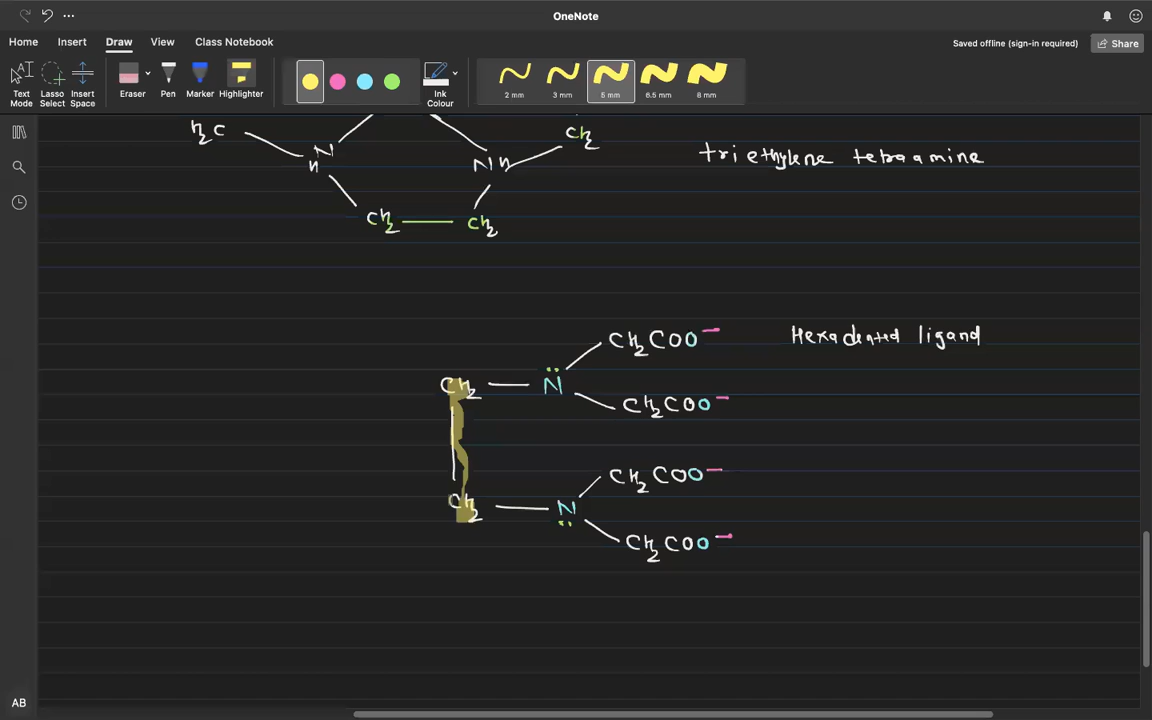 OneNote
Home Insert Draw View Class Notebook
Saved offline (sign-in required) Share
Text Mode Lasso Select Insert Space Eraser Pen Marker Highlighter Ink Colour 2 mm 3 mm 5 mm 6.5 mm 8 mm
H2C CH2
N H NH triethylene tetraamine
CH2 CH2
CH2COO− Hexadented ligand
CH2 N
CH2COO−
CH2COO−
CH2 N
CH2COO−
AB